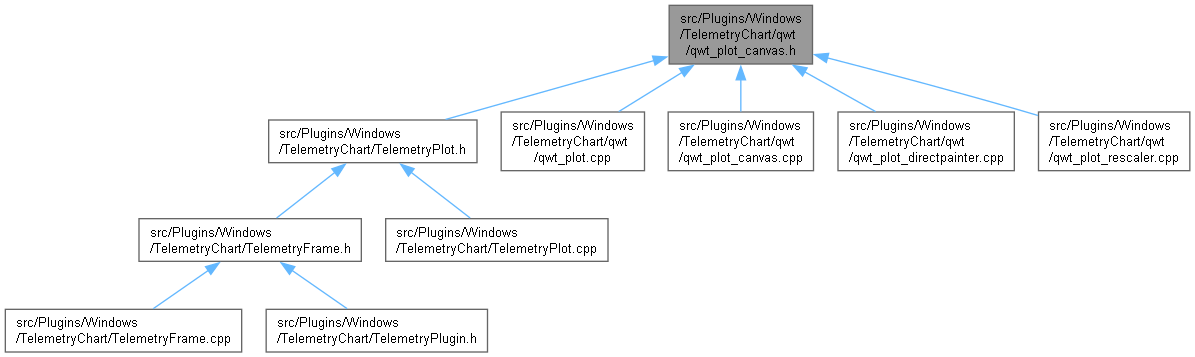 src/Plugins/Windows
/TelemetryChart/qwt
/qwt_plot_canvas.h
src/Plugins/Windows
/TelemetryChart/TelemetryPlot.h
src/Plugins/Windows
/TelemetryChart/qwt
/qwt_plot.cpp
src/Plugins/Windows
/TelemetryChart/qwt
/qwt_plot_canvas.cpp
src/Plugins/Windows
/TelemetryChart/qwt
/qwt_plot_directpainter.cpp
src/Plugins/Windows
/TelemetryChart/qwt
/qwt_plot_rescaler.cpp
src/Plugins/Windows
/TelemetryChart/TelemetryFrame.h
src/Plugins/Windows
/TelemetryChart/TelemetryPlot.cpp
src/Plugins/Windows
/TelemetryChart/TelemetryFrame.cpp
src/Plugins/Windows
/TelemetryChart/TelemetryPlugin.h